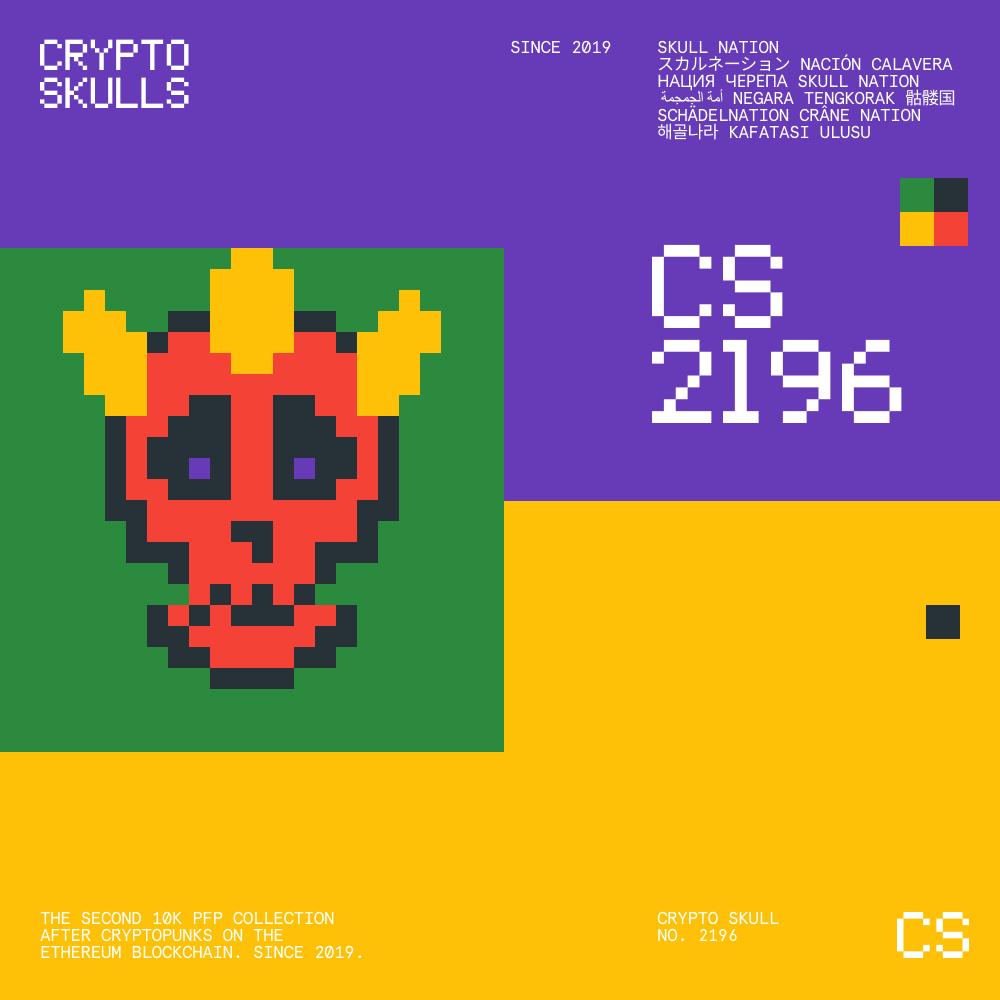 CRYPTO
SKULLS
SINCE 2019
SKULL NATION
スカルネーション NACIÓN CALAVERA
НАЦИЯ ЧЕРЕПА SKULL NATION
أمة الجمجمة NEGARA TENGKORAK 骷髅国
SCHÄDELNATION CRÂNE NATION
해골나라 KAFATASI ULUSU
CS
2196
THE SECOND 10K PFP COLLECTION
AFTER CRYPTOPUNKS ON THE
ETHEREUM BLOCKCHAIN. SINCE 2019.
CRYPTO SKULL
NO. 2196
CS